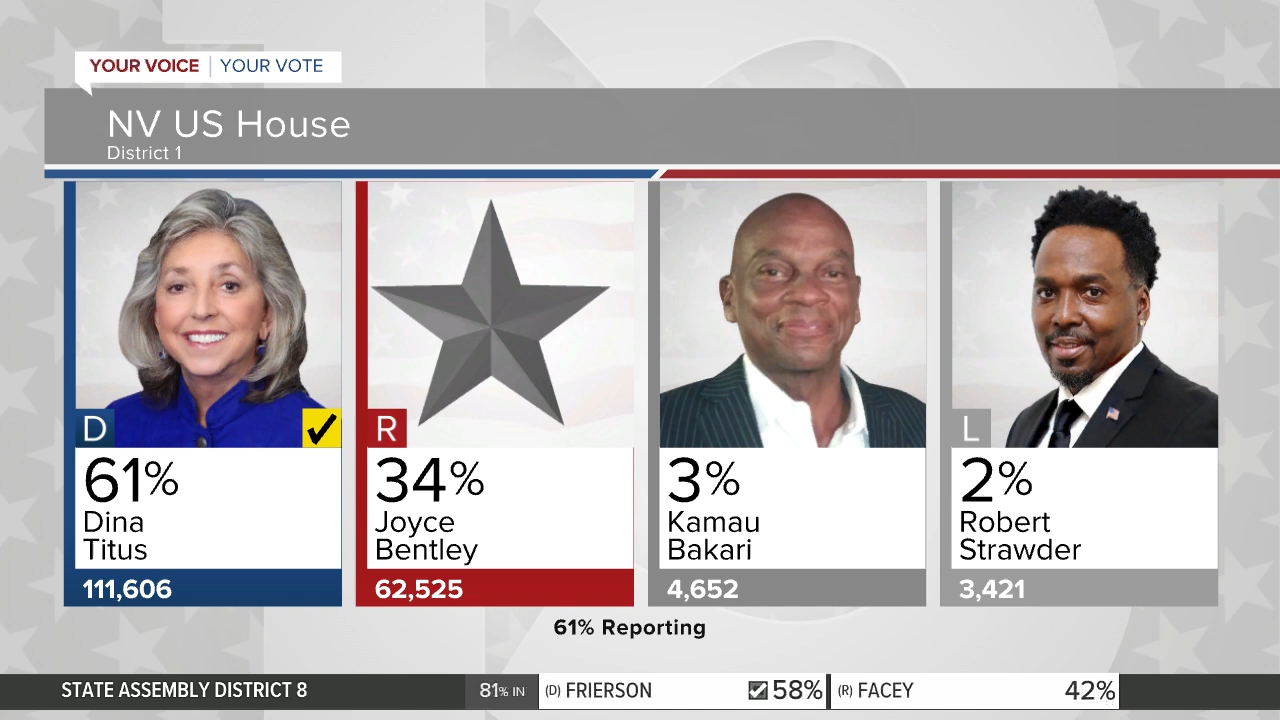 YOUR VOICE | YOUR VOTE
NV US House
District 1
D
✓
61%
Dina
Titus
111,606
R
34%
Joyce
Bentley
62,525
3%
Kamau
Bakari
4,652
L
2%
Robert
Strawder
3,421
61% Reporting
STATE ASSEMBLY DISTRICT 8 81% IN (D) FRIERSON ☑ 58% (R) FACEY 42%